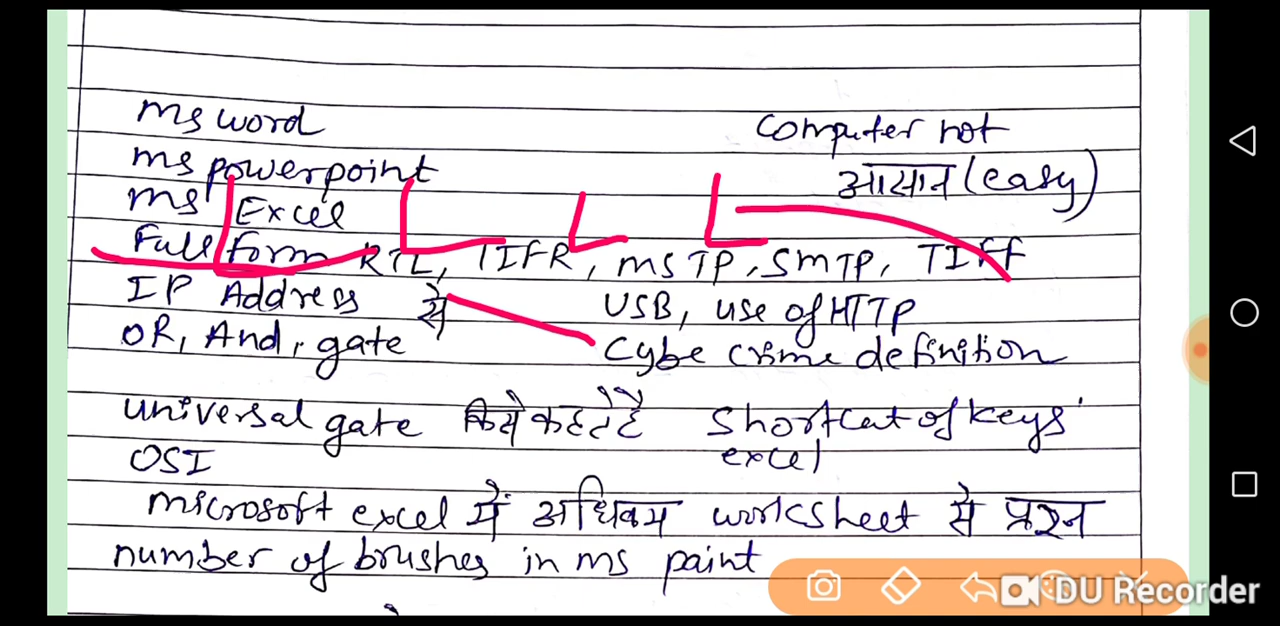 ms word
Computer not
ms powerpoint
आसान (easy)
ms Excel
Full form RTL, TIFR, msTP, SMTP, TIFF
IP Address से USB, use of HTTP
OR, And, gate Cybe crime definition
universal gate किसे कहते है Shortcut of keys'
excel
OSI
microsoft excel में अधिकतम worksheet से प्रश्न
number of brushes in ms paint
DU Recorder